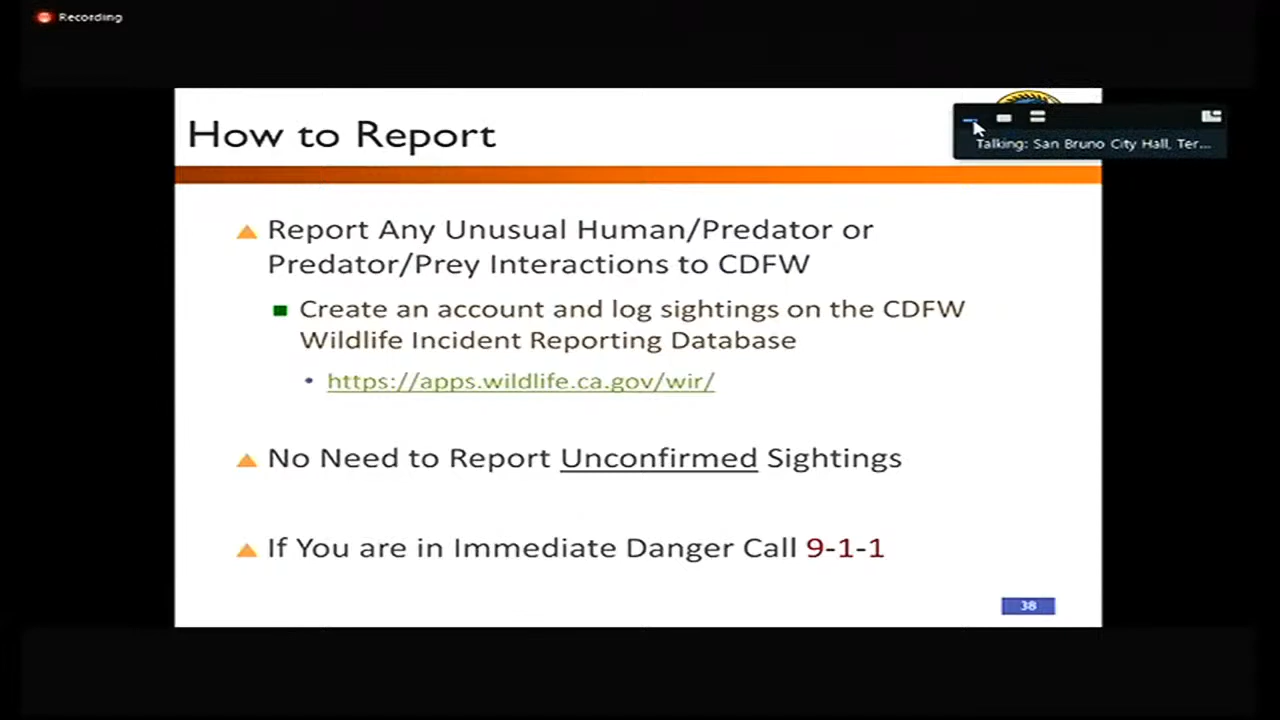 Recording
How to Report
Talking: San Bruno City Hall, Ter...
Report Any Unusual Human/Predator or
Predator/Prey Interactions to CDFW
Create an account and log sightings on the CDFW
Wildlife Incident Reporting Database
https://apps.wildlife.ca.gov/wir/
No Need to Report Unconfirmed Sightings
If You are in Immediate Danger Call 9-1-1
38